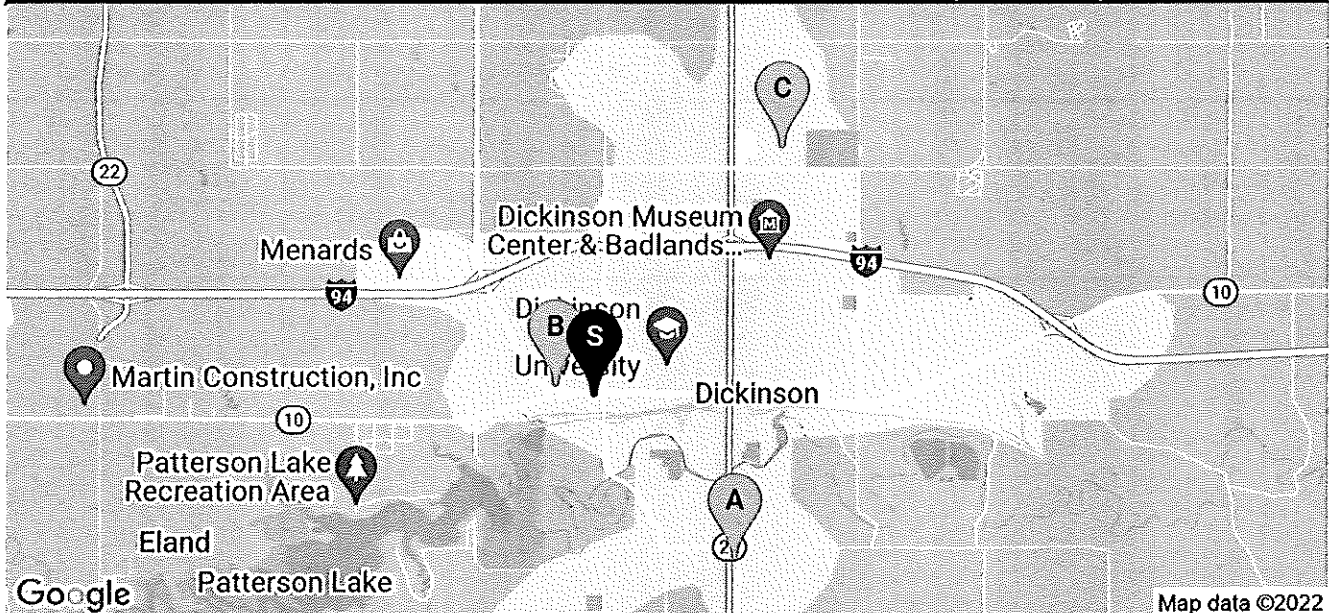 C
22
Dickinson Museum
Center & Badlands...
Menards
94
94
10
Dickinson
B
S
University
Martin Construction, Inc
Dickinson
10
Patterson Lake
Recreation Area
A
Eland
Patterson Lake
Google
Map data ©2022